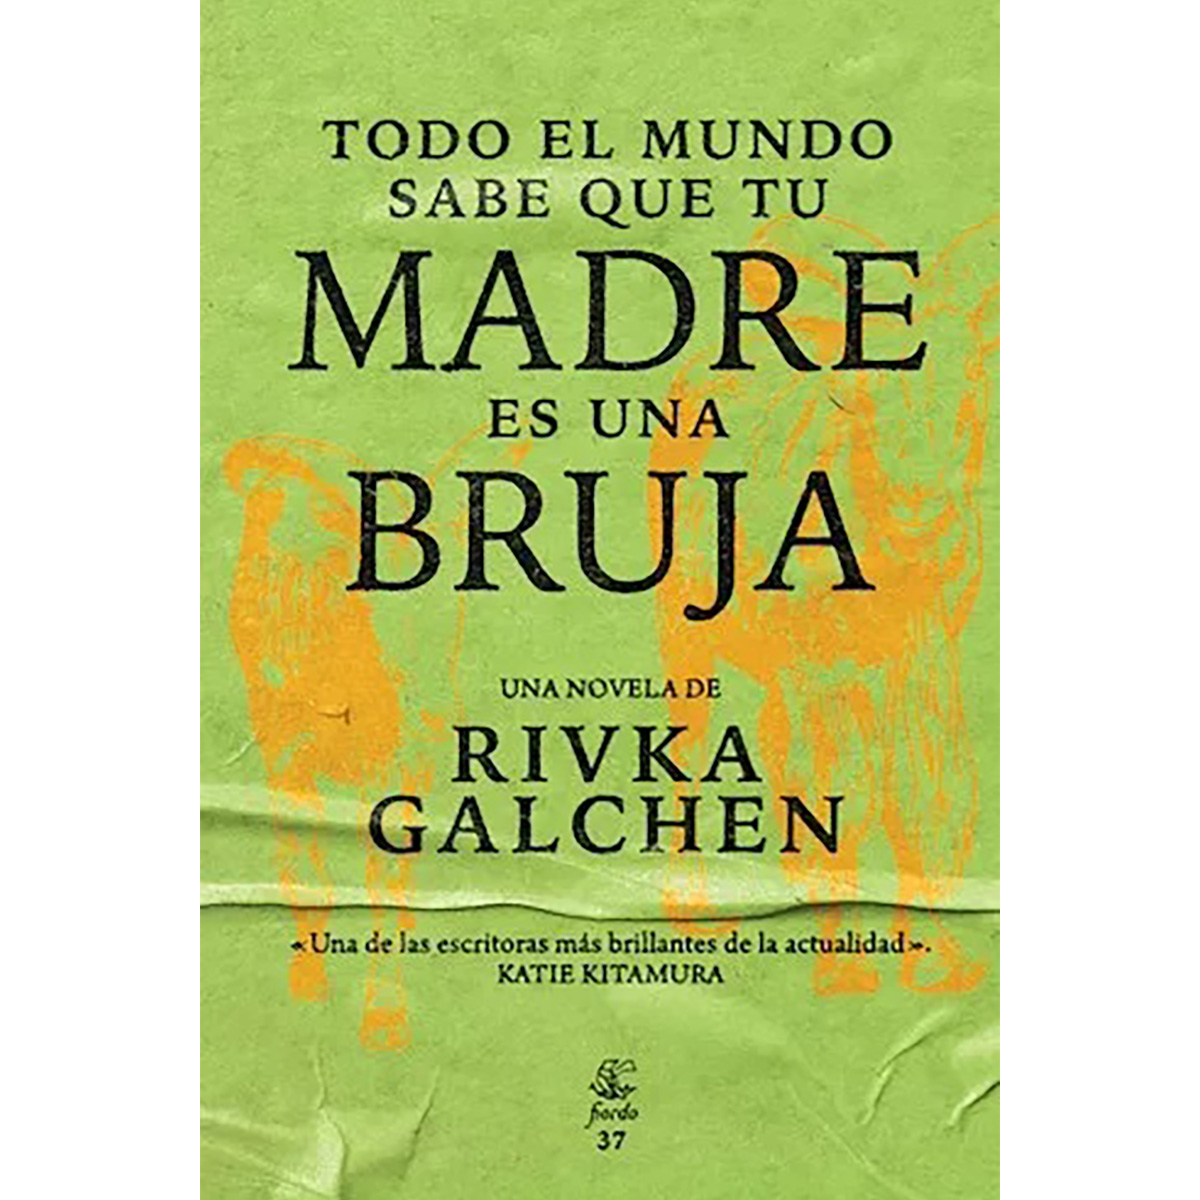 TODO EL MUNDO
SABE QUE TU
MADRE
ES UNA
BRUJA
UNA NOVELA DE
RIVKA
GALCHEN
«Una de las escritoras más brillantes de la actualidad».
KATIE KITAMURA
fiordo
37